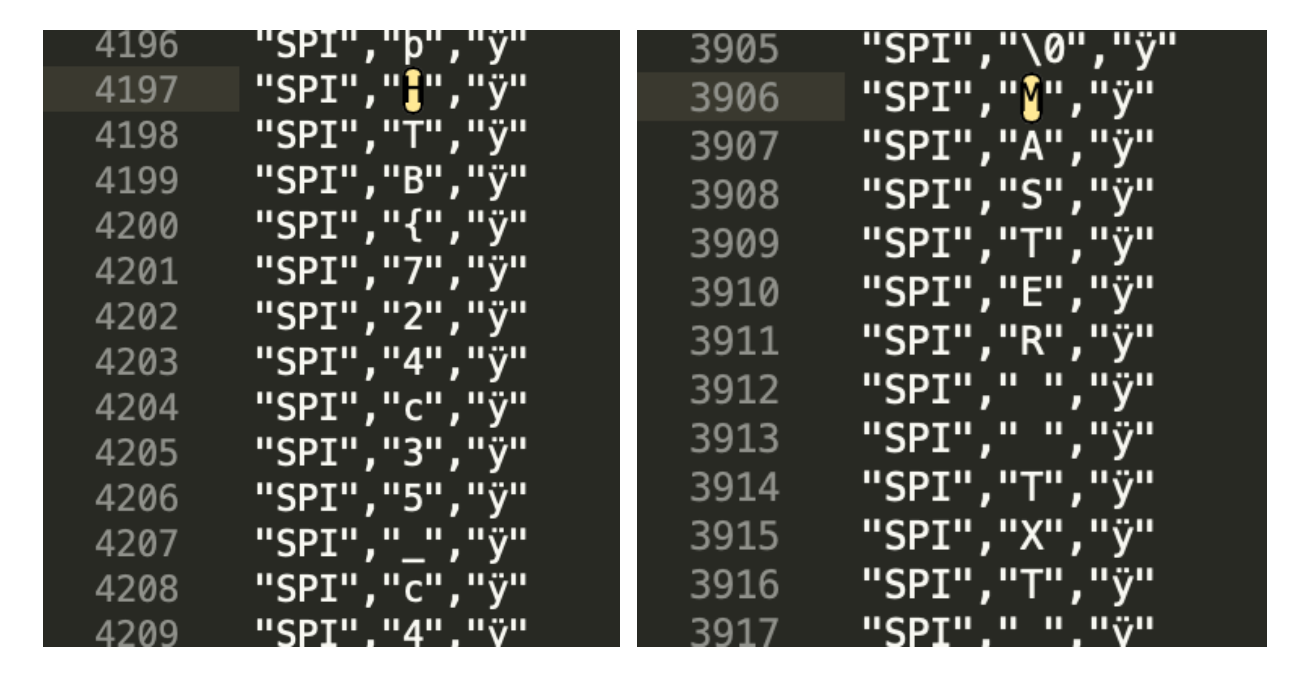 4196 "SPI","þ","ÿ"
4197 "SPI","H","ÿ"
4198 "SPI","T","ÿ"
4199 "SPI","B","ÿ"
4200 "SPI","{","ÿ"
4201 "SPI","7","ÿ"
4202 "SPI","2","ÿ"
4203 "SPI","4","ÿ"
4204 "SPI","c","ÿ"
4205 "SPI","3","ÿ"
4206 "SPI","5","ÿ"
4207 "SPI","_","ÿ"
4208 "SPI","c","ÿ"
4209 "SPI","4","ÿ"
3905 "SPI","\0","ÿ"
3906 "SPI","M","ÿ"
3907 "SPI","A","ÿ"
3908 "SPI","S","ÿ"
3909 "SPI","T","ÿ"
3910 "SPI","E","ÿ"
3911 "SPI","R","ÿ"
3912 "SPI"," ","ÿ"
3913 "SPI"," ","ÿ"
3914 "SPI","T","ÿ"
3915 "SPI","X","ÿ"
3916 "SPI","T","ÿ"
3917 "SPI"," ","ÿ"